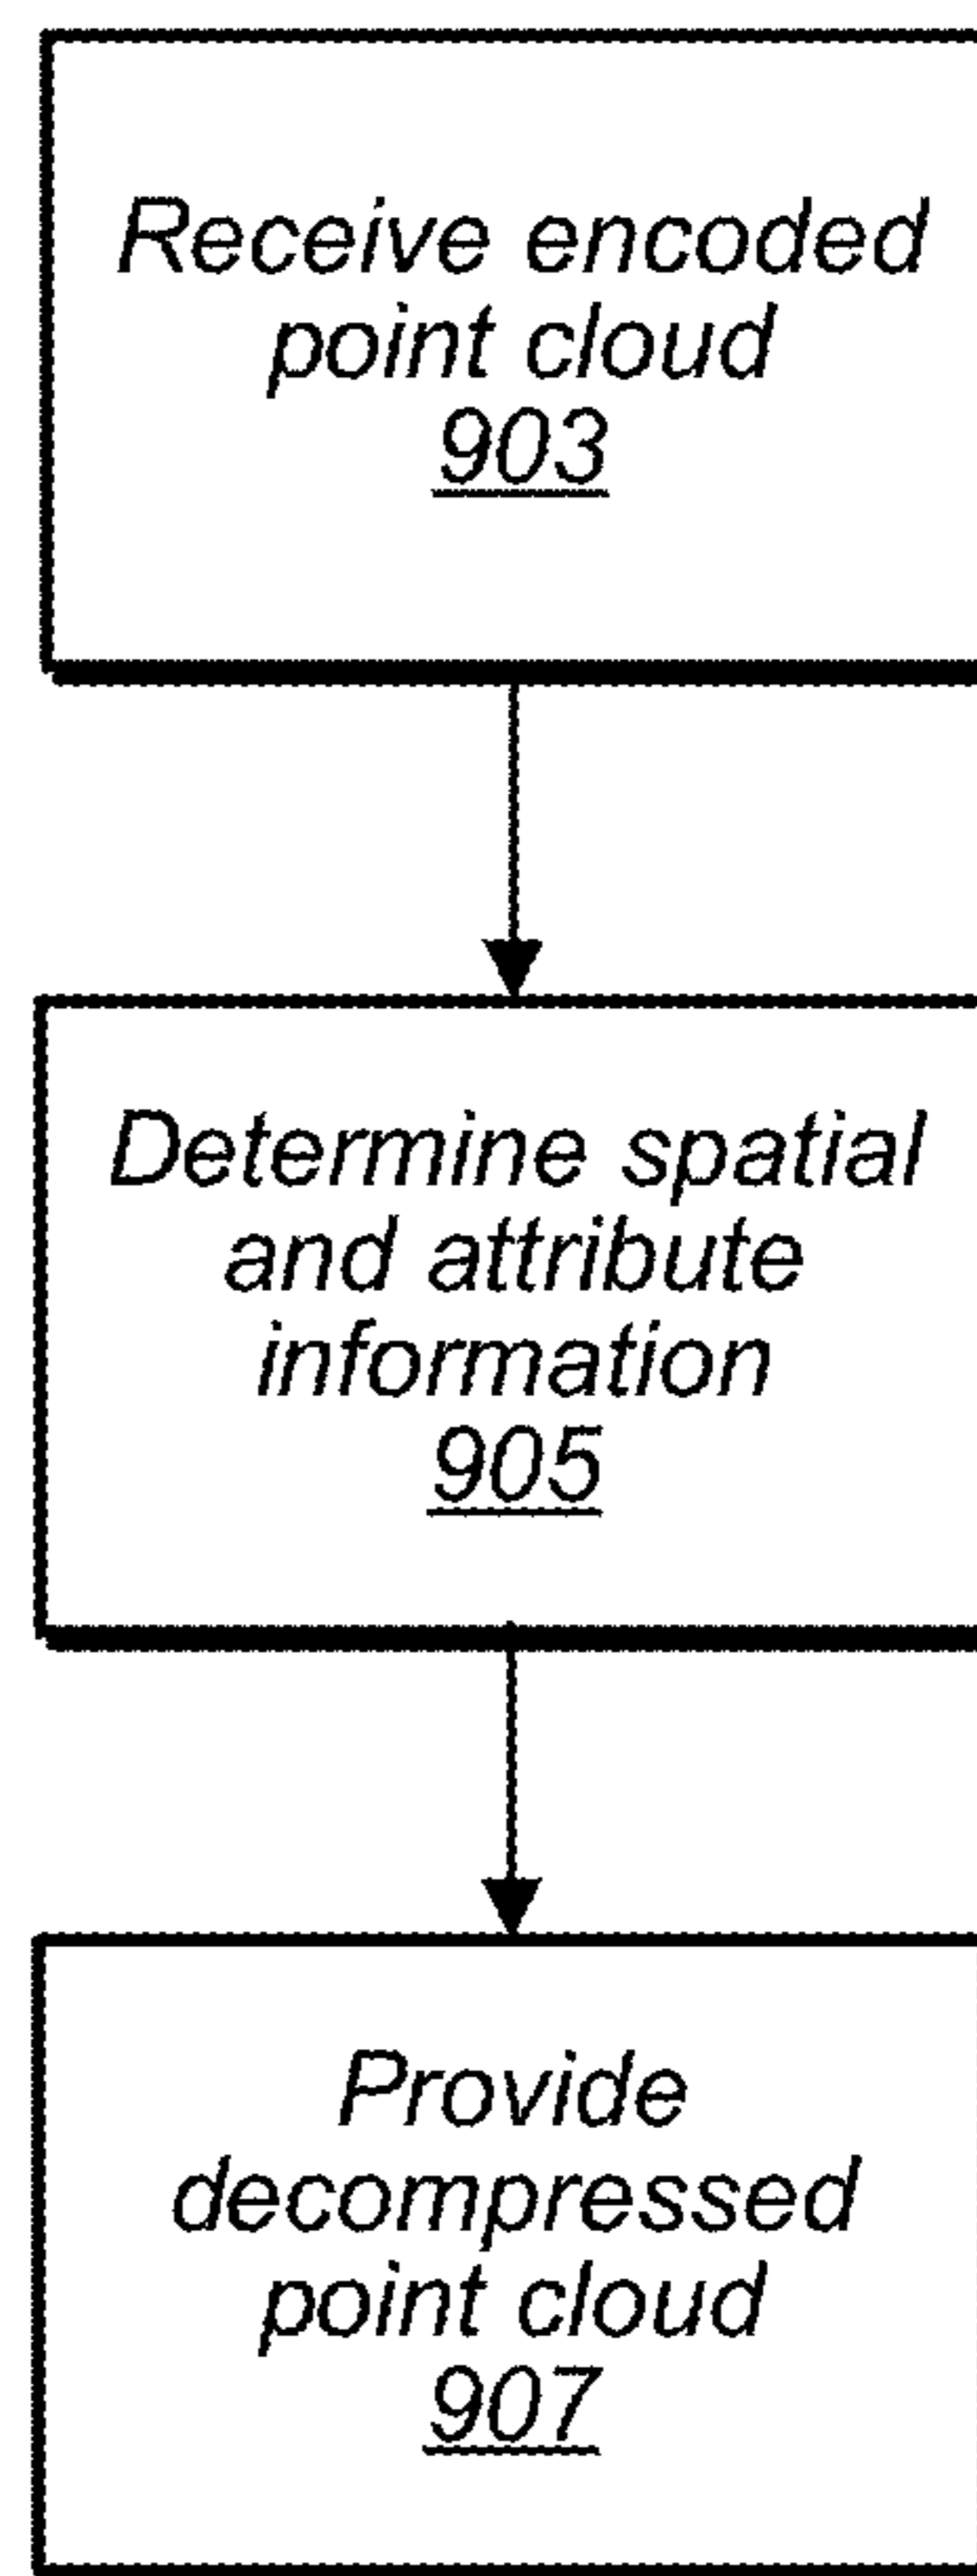 Receive encoded
point cloud
903
Determine spatial
and attribute
information
905
Provide
decompressed
point cloud
907